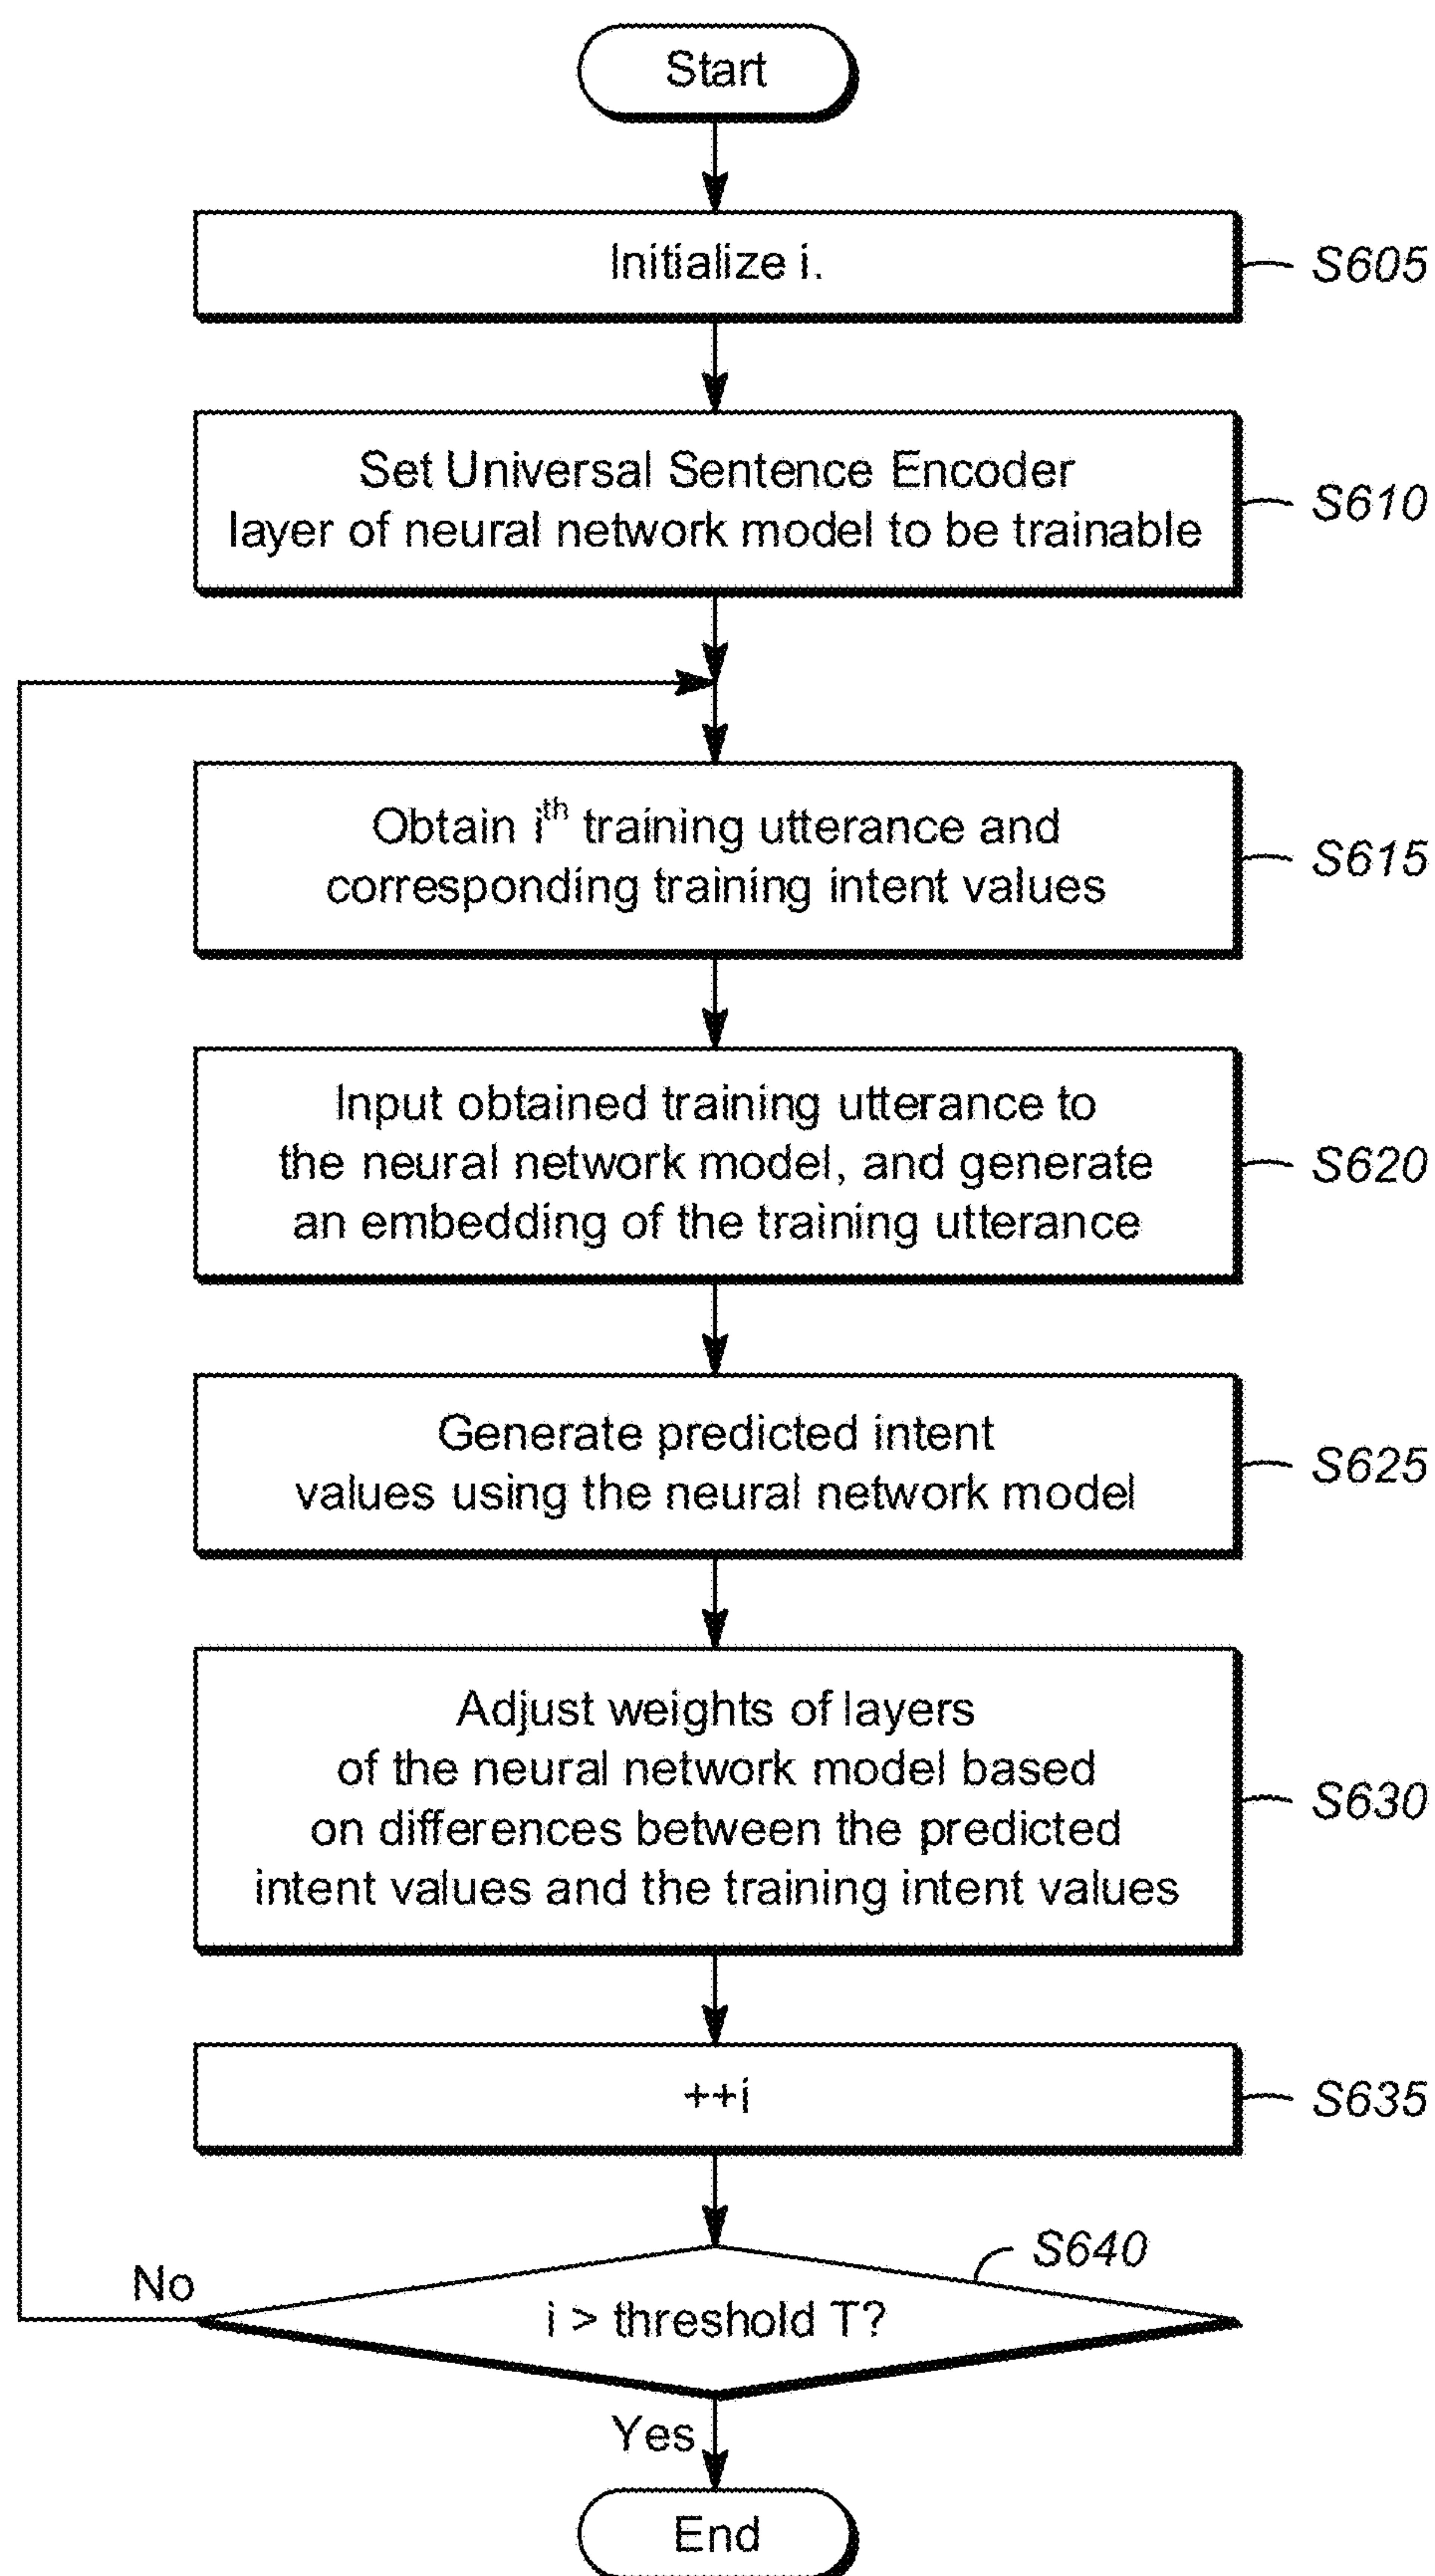 Start
Initialize i.
S605
Set Universal Sentence Encoder
layer of neural network model to be trainable
S610
Obtain ith training utterance and
corresponding training intent values
S615
Input obtained training utterance to
the neural network model, and generate
an embedding of the training utterance
S620
Generate predicted intent
values using the neural network model
S625
Adjust weights of layers
of the neural network model based
on differences between the predicted
intent values and the training intent values
S630
++i
S635
S640
No
i > threshold T?
Yes
End